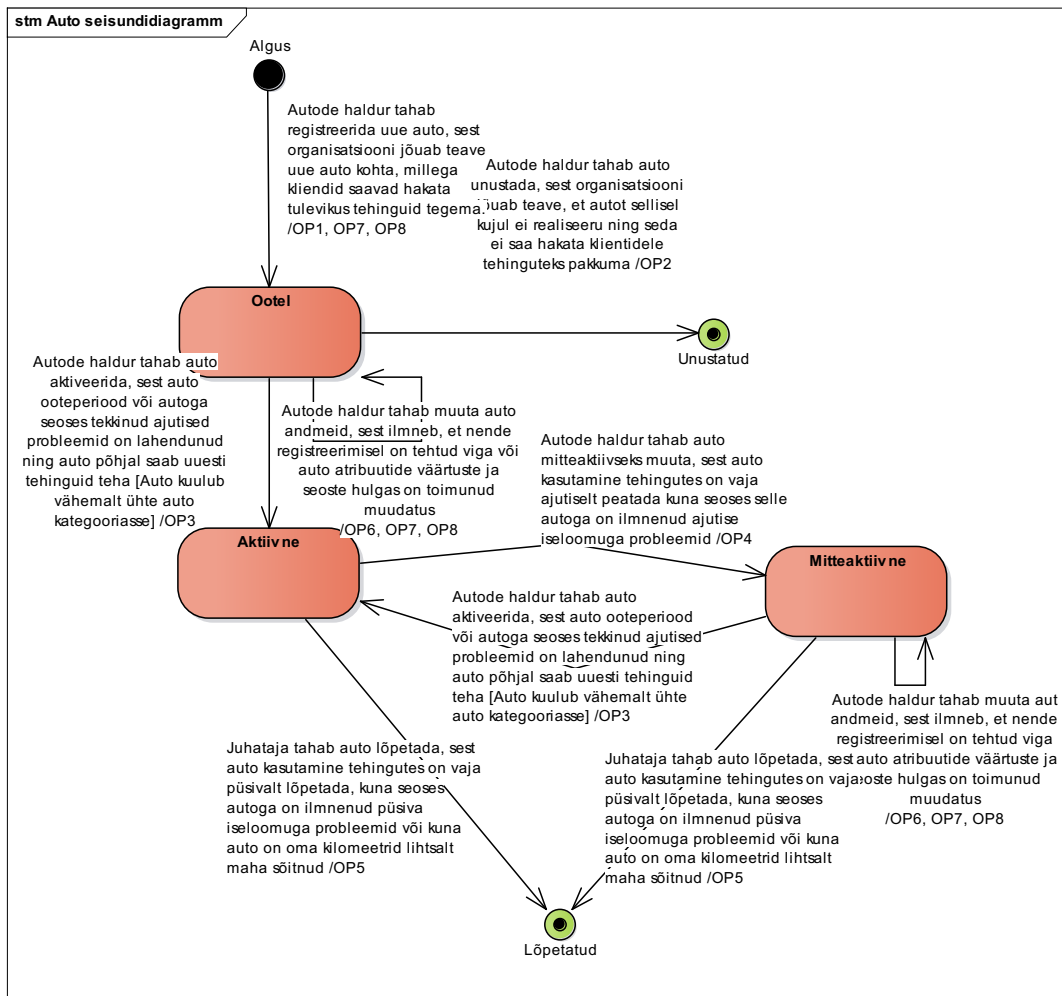 stm Auto seisundidiagramm
Algus
Autode haldur tahab
registreerida uue auto, sest
organisatsiooni jõuab teave
uue auto kohta, millega
kliendid saavad hakata
tulevikus tehinguid tegema.
/OP1, OP7, OP8
Autode haldur tahab auto
unustada, sest organisatsiooni
jõuab teave, et autot sellisel
kujul ei realiseeru ning seda
ei saa hakata klientidele
tehinguteks pakkuma /OP2
Ootel
Unustatud
Autode haldur tahab auto
aktiveerida, sest auto
ooteperiood või autoga
seoses tekkinud ajutised
probleemid on lahendunud
ning auto põhjal saab uuesti
tehinguid teha [Auto kuulub
vähemalt ühte auto
kategooriasse] /OP3
Autode haldur tahab muuta auto
andmeid, sest ilmneb, et nende
registreerimisel on tehtud viga või
auto atribuutide väärtuste ja
seoste hulgas on toimunud
muudatus
/OP6, OP7, OP8
Autode haldur tahab auto
mitteaktiivseks muuta, sest auto
kasutamine tehingutes on vaja
ajutiselt peatada kuna seoses selle
autoga on ilmnenud ajutise
iseloomuga probleemid /OP4
Aktiivne
Mitteaktiivne
Autode haldur tahab auto
aktiveerida, sest auto ooteperiood
või autoga seoses tekkinud ajutised
probleemid on lahendunud ning
auto põhjal saab uuesti tehinguid
teha [Auto kuulub vähemalt ühte
auto kategooriasse] /OP3
Autode haldur tahab muuta aut
andmeid, sest ilmneb, et nende
registreerimisel on tehtud viga
auto atribuutide väärtuste ja
seoste hulgas on toimunud
muudatus
/OP6, OP7, OP8
Juhataja tahab auto lõpetada, sest
auto kasutamine tehingutes on vaja
püsivalt lõpetada, kuna seoses
autoga on ilmnenud püsiva
iseloomuga probleemid või kuna
auto on oma kilomeetrid lihtsalt
maha sõitnud /OP5
Juhataja tahab auto lõpetada, sest
auto kasutamine tehingutes on vaja
püsivalt lõpetada, kuna seoses
autoga on ilmnenud püsiva
iseloomuga probleemid või kuna
auto on oma kilomeetrid lihtsalt
maha sõitnud /OP5
Lõpetatud